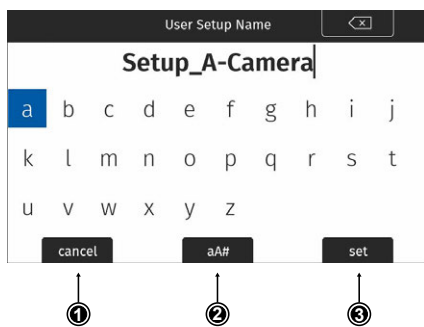 User Setup Name
Setup_A-Camera
a b c d e f g h i j
k l m n o p q r s t
u v w x y z
cancel aA# set
1 2 3